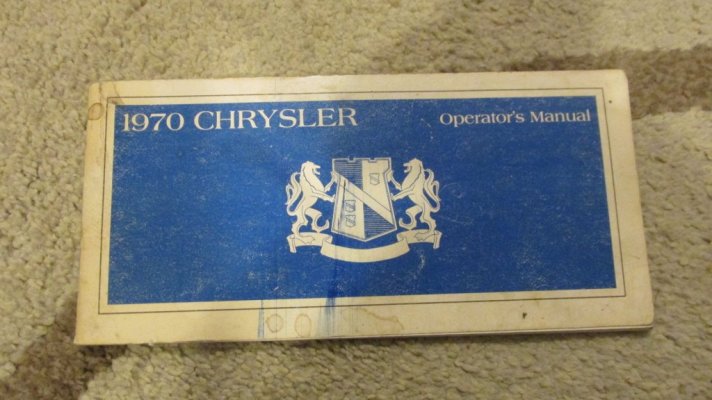 1970 CHRYSLER
Operator's Manual